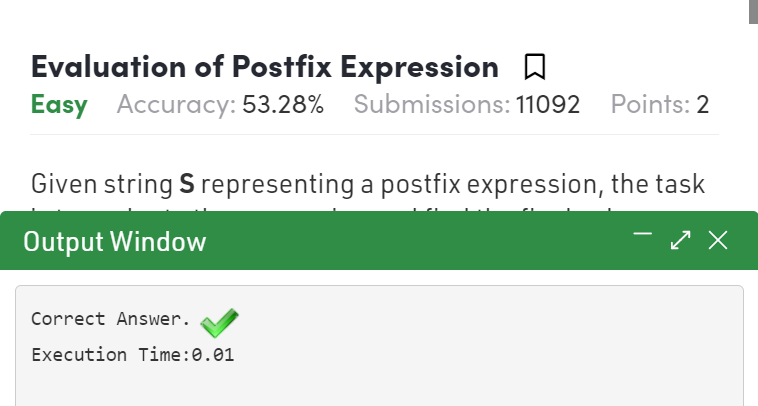 Evaluation of Postfix Expression
Easy Accuracy: 53.28% Submissions: 11092 Points: 2
Given string S representing a postfix expression, the task
Output Window
Correct Answer.
Execution Time:0.01